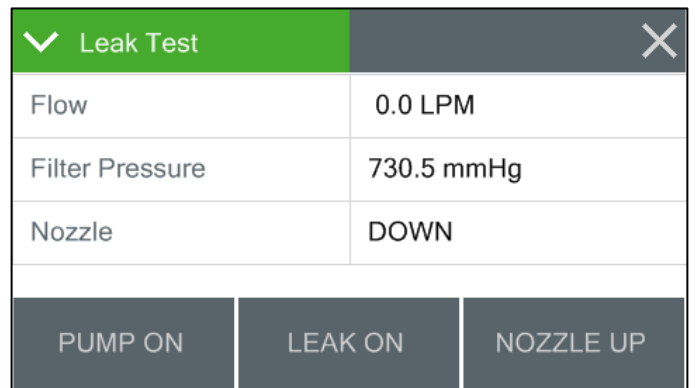 Leak Test
Flow 0.0 LPM
Filter Pressure 730.5 mmHg
Nozzle DOWN
PUMP ON LEAK ON NOZZLE UP